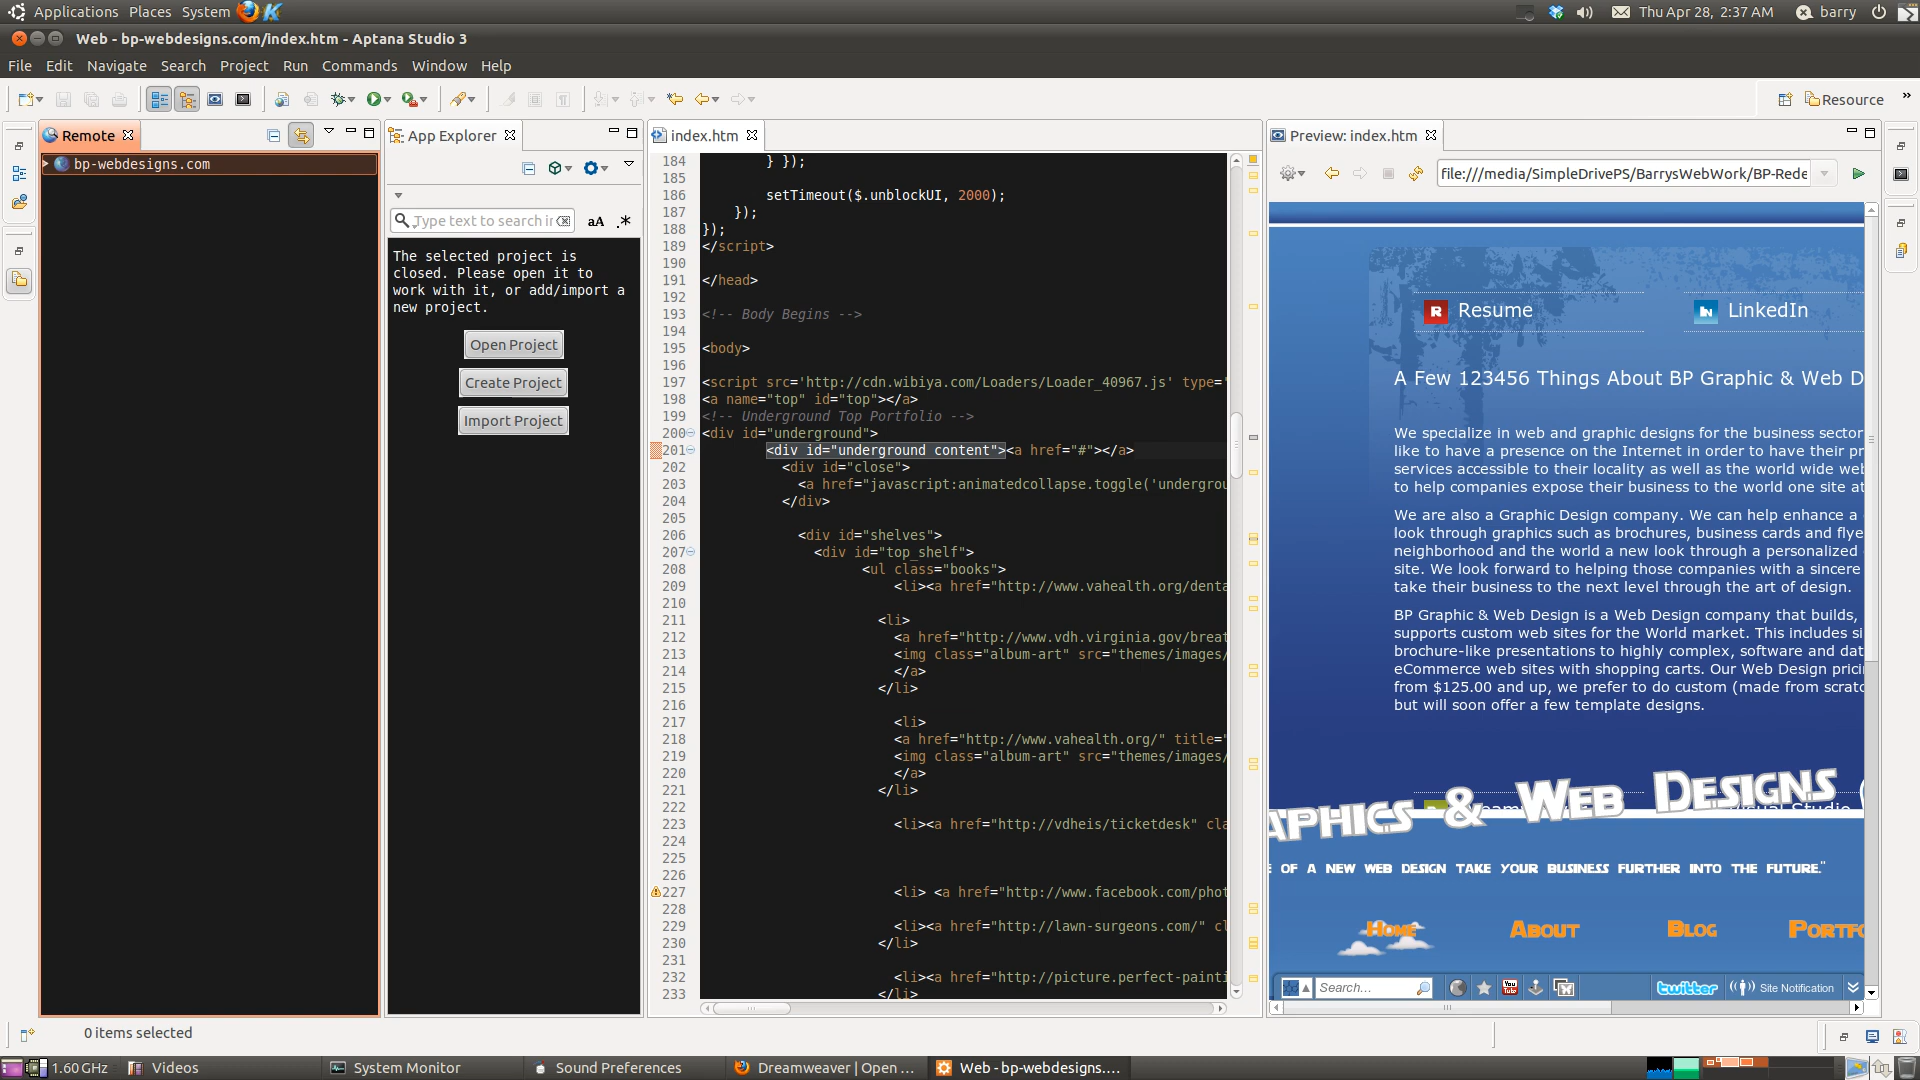 Applications Places System
Thu Apr 28, 2:37 AM barry
Web - bp-webdesigns.com/index.htm - Aptana Studio 3
File Edit Navigate Search Project Run Commands Window Help
Resource »
Remote
bp-webdesigns.com
App Explorer
Type text to search in
aA .*
The selected project is
closed. Please open it to
work with it, or add/import a
new project.
Open Project
Create Project
Import Project
index.htm
184 } });
185
186 setTimeout($.unblockUI, 2000);
187 });
188 });
189 </script>
190
191 </head>
192
193 <!-- Body Begins -->
194
195 <body>
196
197 <script src='http://cdn.wibiya.com/Loaders/Loader_40967.js' type='
198 <a name="top" id="top"></a>
199 <!-- Underground Top Portfolio -->
200 <div id="underground">
201 <div id="underground content"><a href="#"></a>
202 <div id="close">
203 <a href="javascript:animatedcollapse.toggle('undergrou
204 </div>
205
206 <div id="shelves">
207 <div id="top_shelf">
208 <ul class="books">
209 <li><a href="http://www.vahealth.org/denta
210
211 <li>
212 <a href="http://www.vdh.virginia.gov/breat
213 <img class="album-art" src="themes/images/
214 </a>
215 </li>
216
217 <li>
218 <a href="http://www.vahealth.org/" title="
219 <img class="album-art" src="themes/images/
220 </a>
221 </li>
222
223 <li><a href="http://vdheis/ticketdesk" cla
224
225
226
227 <li> <a href="http://www.facebook.com/phot
228
229 <li><a href="http://lawn-surgeons.com/" cl
230 </li>
231
232 <li><a href="http://picture.perfect-painti
233 </li>
Preview: index.htm
file:///media/SimpleDrivePS/BarrysWebWork/BP-Rede
R Resume
in LinkedIn
A Few 123456 Things About BP Graphic & Web D
We specialize in web and graphic designs for the business sector
like to have a presence on the Internet in order to have their pr
services accessible to their locality as well as the world wide web
to help companies expose their business to the world one site at
We are also a Graphic Design company. We can help enhance a
look through graphics such as brochures, business cards and flye
neighborhood and the world a new look through a personalized
site. We look forward to helping those companies with a sincere
take their business to the next level through the art of design.
BP Graphic & Web Design is a Web Design company that builds,
supports custom web sites for the World market. This includes si
brochure-like presentations to highly complex, software and dat
eCommerce web sites with shopping carts. Our Web Design prici
from $125.00 and up, we prefer to do custom (made from scratc
but will soon offer a few template designs.
APHICS & WEB DESIGNS
E OF A NEW WEB DESIGN TAKE YOUR BUSINESS FURTHER INTO THE FUTURE."
HOME ABOUT BLOG PORTFO
Search... You Tube twitter Site Notification
0 items selected
1.60 GHz Videos System Monitor Sound Preferences Dreamweaver | Open ... Web - bp-webdesigns....